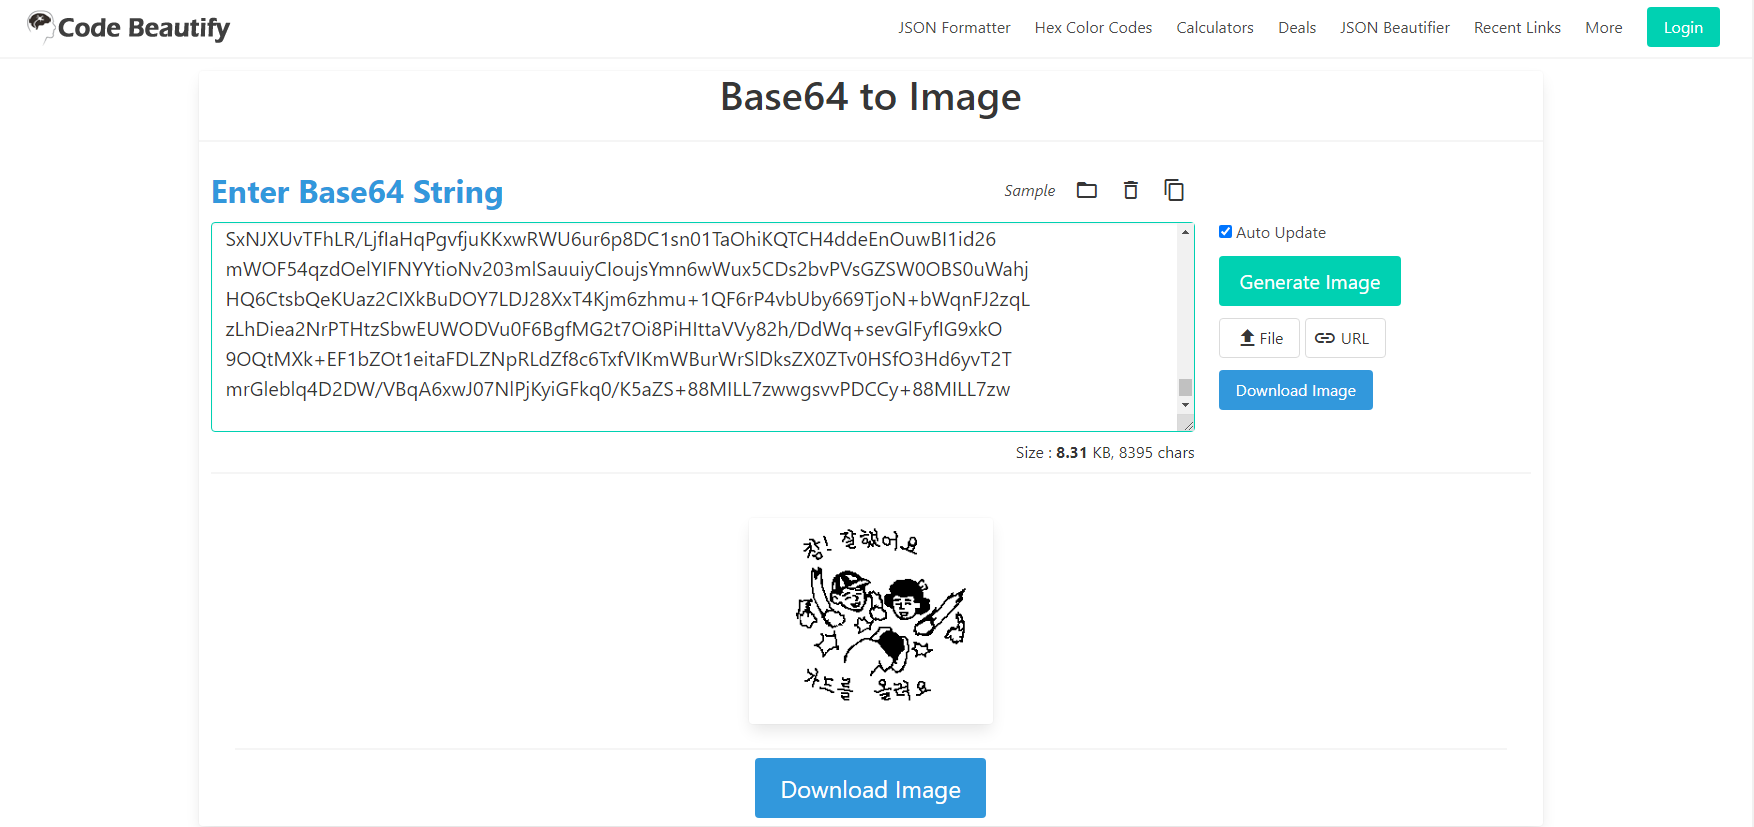 Code Beautify
JSON Formatter Hex Color Codes Calculators Deals JSON Beautifier Recent Links More Login
Base64 to Image
Enter Base64 String
Sample
SxNJXUvTFhLR/LjfIaHqPgvfjuKKxwRWU6ur6p8DC1sn01TaOhiKQTCH4ddeEnOuwBI1id26
mWOF54qzdOelYIFNYYtioNv203mlSauuiyCIoujsYmn6wWux5CDs2bvPVsGZSW0OBS0uWahj
HQ6CtsbQeKUaz2CIXkBuDOY7LDJ28XxT4Kjm6zhmu+1QF6rP4vbUby669TjoN+bWqnFJ2zqL
zLhDiea2NrPTHtzSbwEUWODVu0F6BgfMG2t7Oi8PiHIttaVVy82h/DdWq+sevGlFyfIG9xkO
9OQtMXk+EF1bZOt1eitaFDLZNpRLdZf8c6TxfVIKmWBurWrSlDksZX0ZTv0HSfO3Hd6yvT2T
mrGleblq4D2DW/VBqA6xwJ07NlPjKyiGFkq0/K5aZS+88MILL7zwwgsvvPDCCy+88MILL7zw
Auto Update
Generate Image
File URL
Download Image
Size : 8.31 KB, 8395 chars
참! 잘했어요
가드를 올려요
Download Image